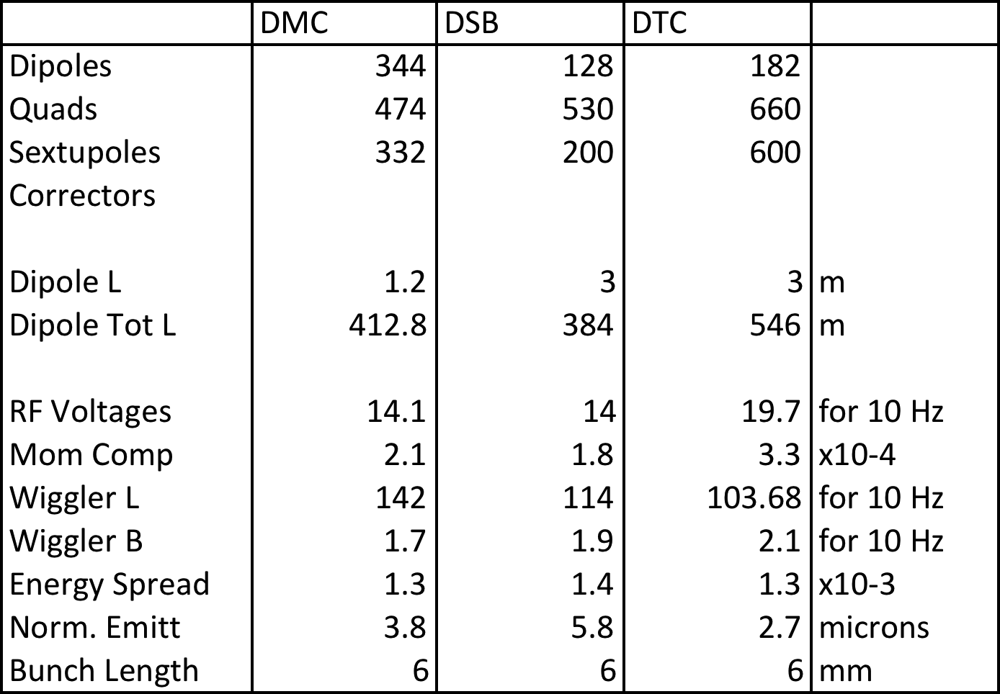 DMC DSB DTC
Dipoles 344 128 182
Quads 474 530 660
Sextupoles 332 200 600
Correctors
Dipole L 1.2 3 3 m
Dipole Tot L 412.8 384 546 m
RF Voltages 14.1 14 19.7 for 10 Hz
Mom Comp 2.1 1.8 3.3 x10-4
Wiggler L 142 114 103.68 for 10 Hz
Wiggler B 1.7 1.9 2.1 for 10 Hz
Energy Spread 1.3 1.4 1.3 x10-3
Norm. Emitt 3.8 5.8 2.7 microns
Bunch Length 6 6 6 mm